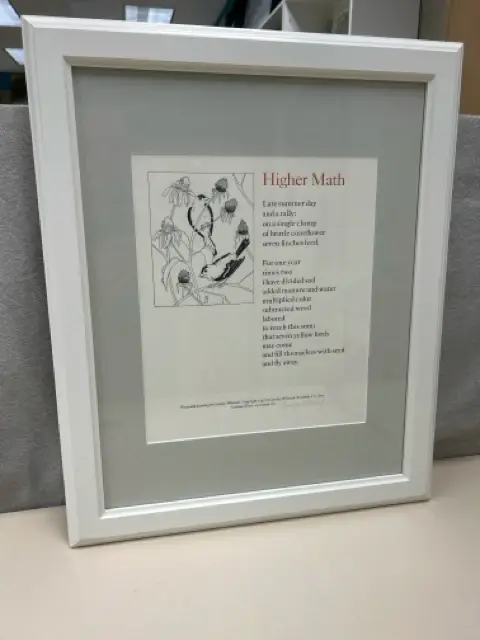 Higher Math
Late summer day
and a rally:
on a single clump
of brittle coneflower
seven finches feed.
For one year
times two
I have divided sod
added manure and water
multiplied color
subtracted weed
labored
to reach this sum:
that seven yellow birds
may come
and fill themselves with seed
and fly away.